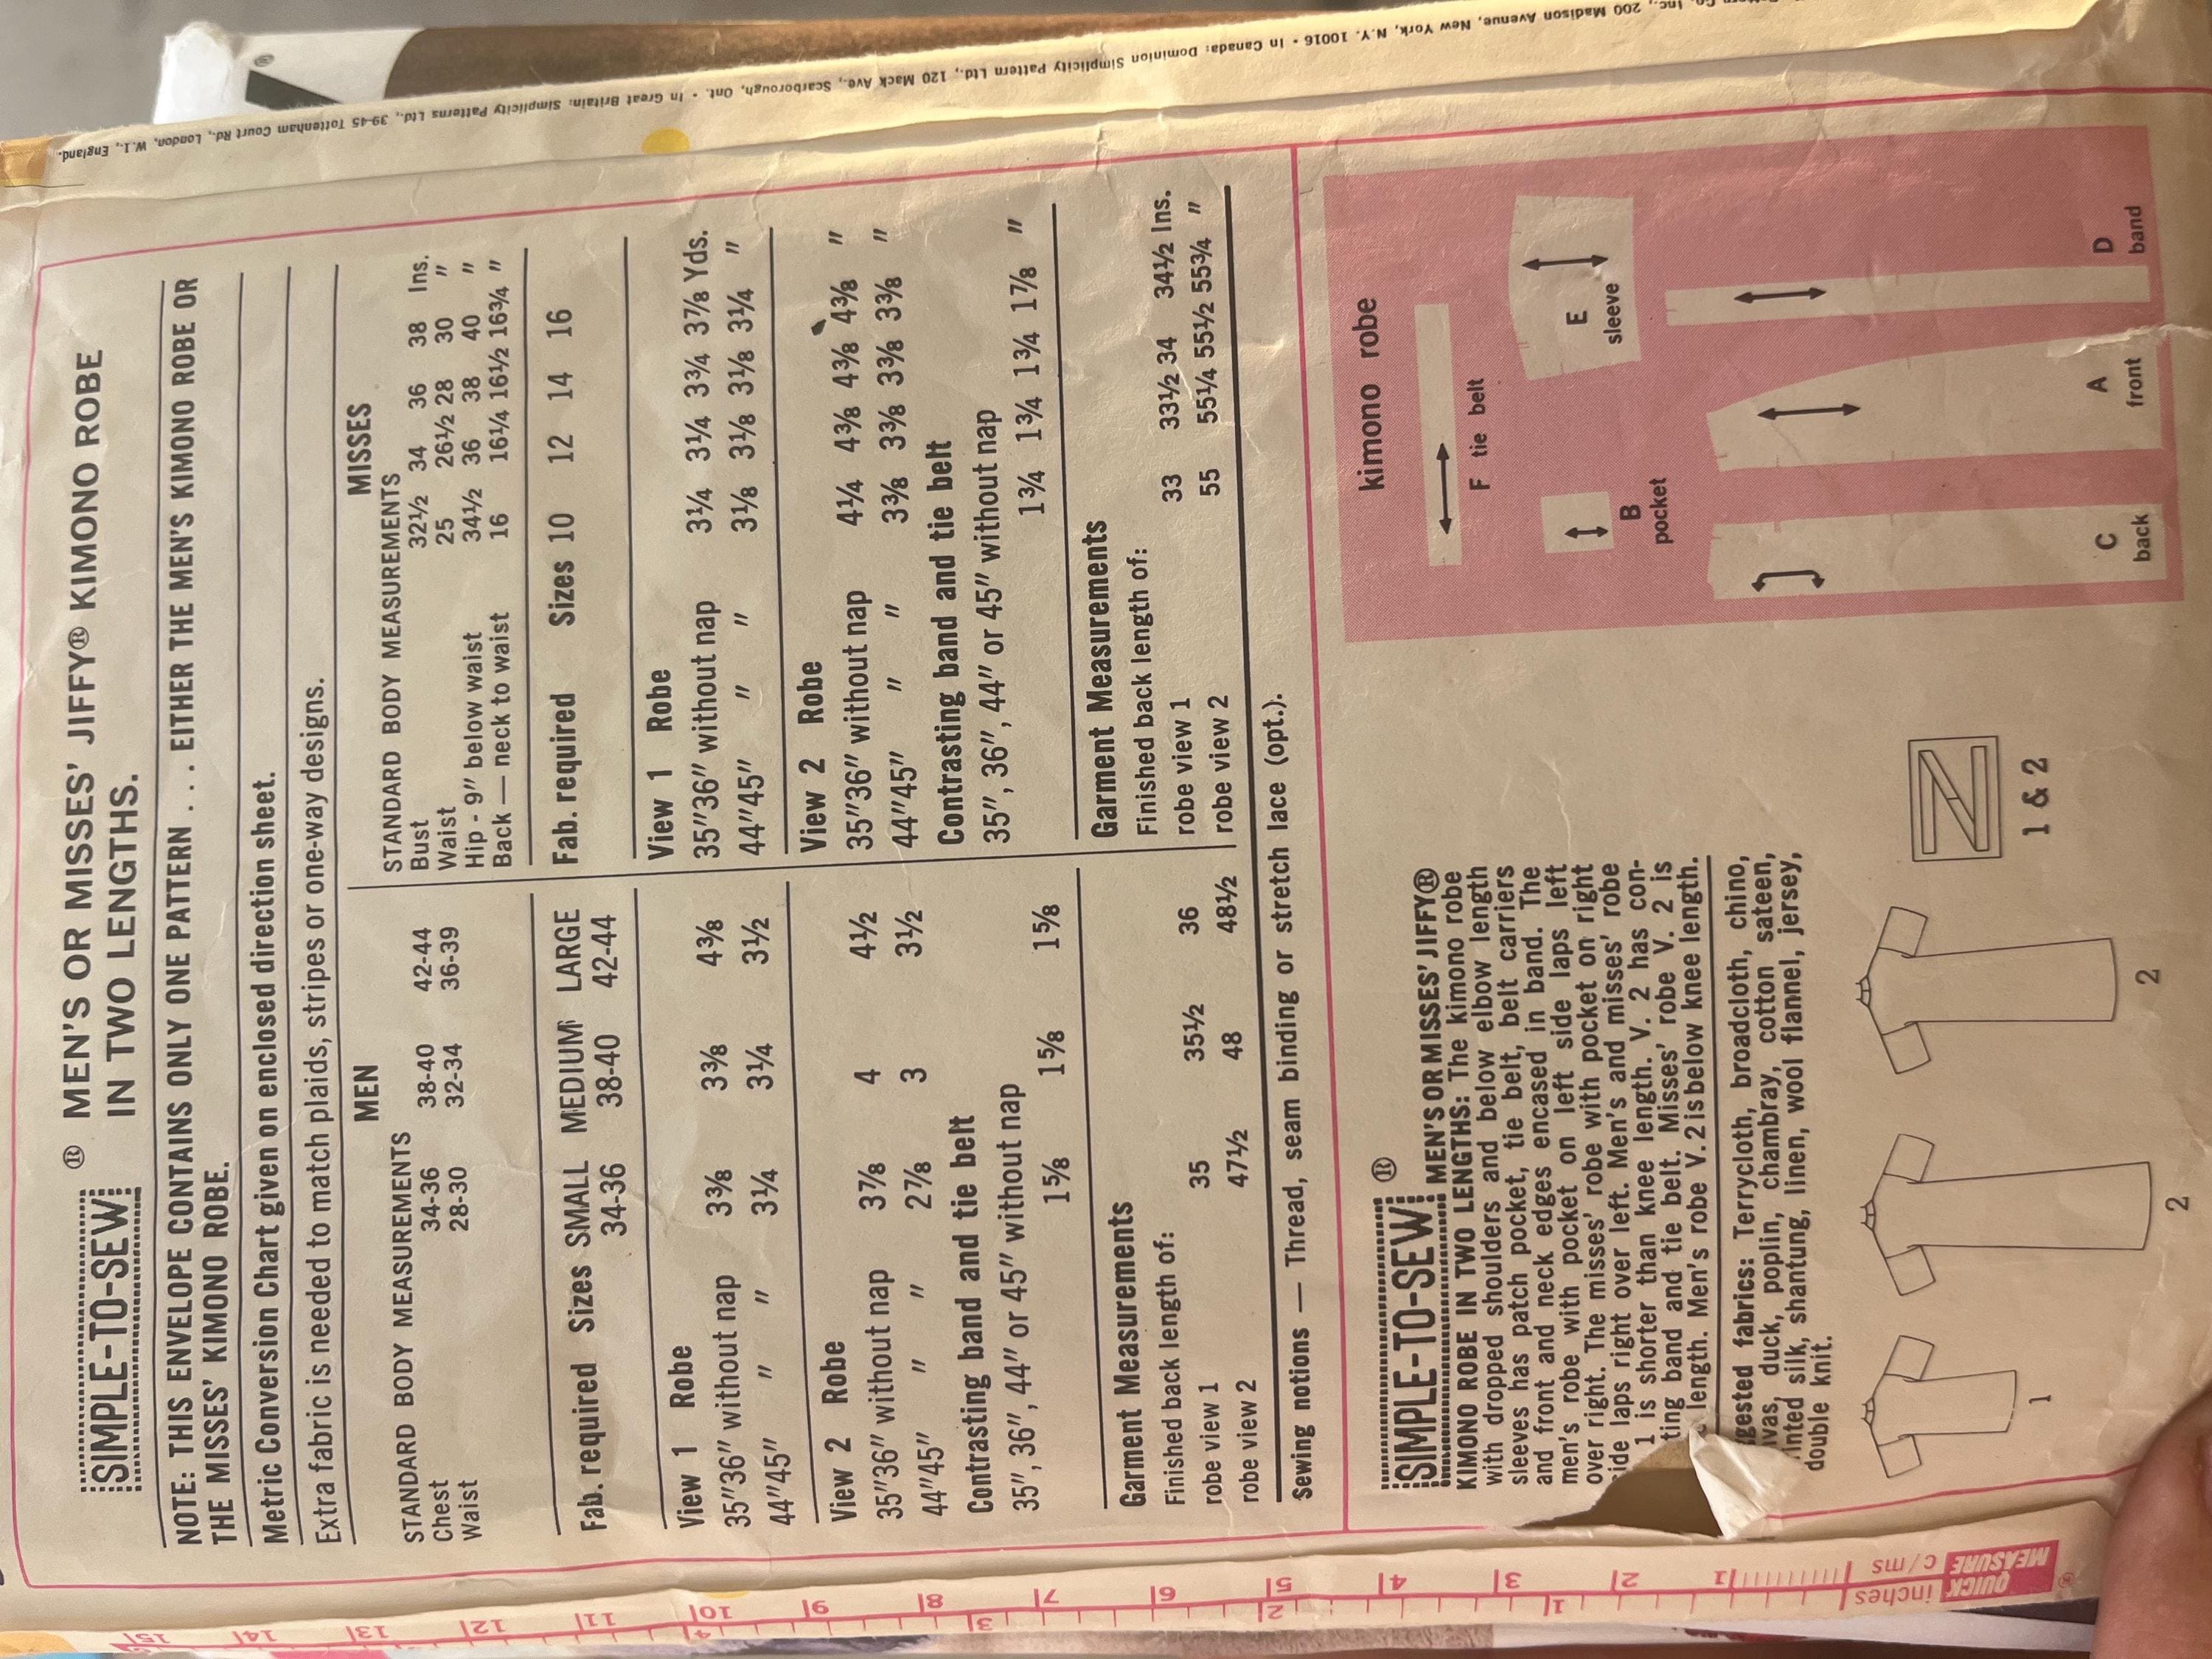 SIMPLE-TO-SEW! ® MEN'S OR MISSES' JIFFY® KIMONO ROBE
IN TWO LENGTHS.
NOTE: THIS ENVELOPE CONTAINS ONLY ONE PATTERN . . . EITHER THE MEN'S KIMONO ROBE OR
THE MISSES' KIMONO ROBE.
Metric Conversion Chart given on enclosed direction sheet.
Extra fabric is needed to match plaids, stripes or one-way designs.
MEN
STANDARD BODY MEASUREMENTS
Chest 34-36 38-40 42-44
Waist 28-30 32-34 36-39
Fab. required Sizes SMALL MEDIUM LARGE
34-36 38-40 42-44
View 1 Robe
35"36" without nap 3⅜ 3⅜ 4⅜
44"45" " " 3¼ 3¼ 3½
View 2 Robe
35"36" without nap 3⅞ 4 4½
44"45" " " 2⅞ 3 3½
Contrasting band and tie belt
35", 36", 44" or 45" without nap
1⅝ 1⅝ 1⅝
Garment Measurements
Finished back length of:
robe view 1 35 35½ 36
robe view 2 47½ 48 48½
MISSES
STANDARD BODY MEASUREMENTS
Bust 32½ 34 36 38 Ins.
Waist 25 26½ 28 30 "
Hip - 9" below waist 34½ 36 38 40 "
Back — neck to waist 16 16¼ 16½ 16¾ "
Fab. required Sizes 10 12 14 16
View 1 Robe
35"36" without nap 3¼ 3¼ 3¾ 3⅞ Yds.
44"45" " " 3⅛ 3⅛ 3⅛ 3¼ "
View 2 Robe
35"36" without nap 4¼ 4⅜ 4⅜ 4⅜ "
44"45" " " 3⅜ 3⅜ 3⅜ 3⅜ "
Contrasting band and tie belt
35", 36", 44" or 45" without nap
1¾ 1¾ 1¾ 1⅞ "
Garment Measurements
Finished back length of:
robe view 1 33 33½ 34 34½ Ins.
robe view 2 55 55¼ 55½ 55¾ "
Sewing notions — Thread, seam binding or stretch lace (opt.).
SIMPLE-TO-SEW! ® MEN'S OR MISSES' JIFFY®
KIMONO ROBE IN TWO LENGTHS: The kimono robe
with dropped shoulders and below elbow length
sleeves has patch pocket, tie belt, belt carriers
and front and neck edges encased in band. The
men's robe with pocket on left side laps left
over right. The misses' robe with pocket on right
side laps right over left. Men's and misses' robe
1 is shorter than knee length. V. 2 has con-
ting band and tie belt. Misses' robe V. 2 is
length. Men's robe V. 2 is below knee length.
gested fabrics: Terrycloth, broadcloth, chino,
vas, duck, poplin, chambray, cotton sateen,
inted silk, shantung, linen, wool flannel, jersey,
double knit.
1
2
2
1 & 2
kimono robe
F tie belt
B
pocket
E
sleeve
C
back
A
front
D
band
Inc., 200 Madison Avenue, New York, N.Y. 10016 • In Canada: Dominion Simplicity Pattern Ltd., 120 Mack Ave., Scarborough, Ont. • In Great Britain: Simplicity Patterns Ltd., 39-45 Tottenham Court Rd., London, W.1., England.
®
QUICK
MEASURE ®
inches 1 2 3 4
c/ms 1 2 3 4 5 6 7 8 9 10 11 12 13 14 15